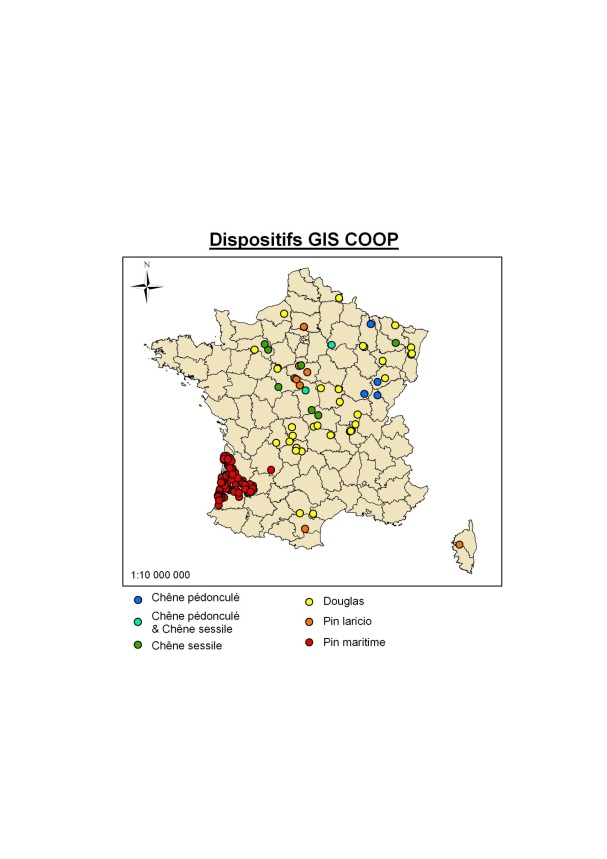 Dispositifs GIS COOP
N
1:10 000 000
Chêne pédonculé
Chêne pédonculé
& Chêne sessile
Chêne sessile
Douglas
Pin laricio
Pin maritime